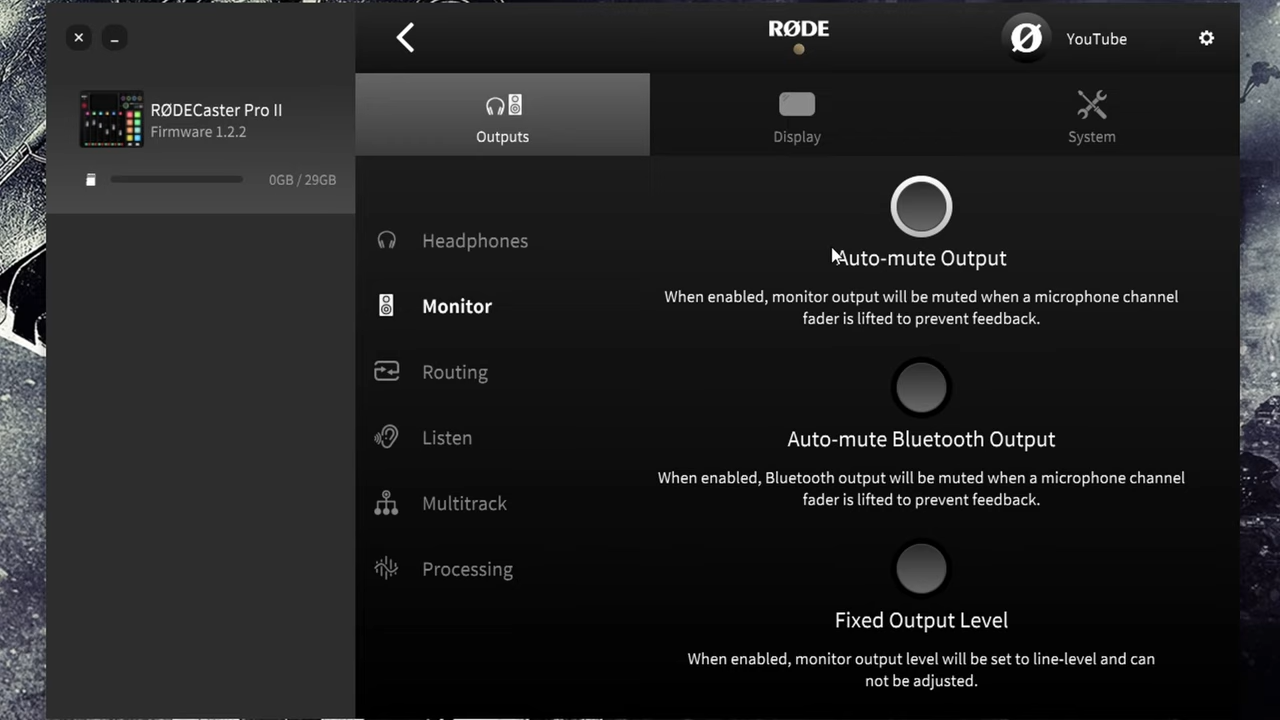 RØDE
YouTube
RØDECaster Pro II
Firmware 1.2.2
0GB / 29GB
Outputs
Display
System
Headphones
Monitor
Routing
Listen
Multitrack
Processing
Auto-mute Output
When enabled, monitor output will be muted when a microphone channel
fader is lifted to prevent feedback.
Auto-mute Bluetooth Output
When enabled, Bluetooth output will be muted when a microphone channel
fader is lifted to prevent feedback.
Fixed Output Level
When enabled, monitor output level will be set to line-level and can
not be adjusted.